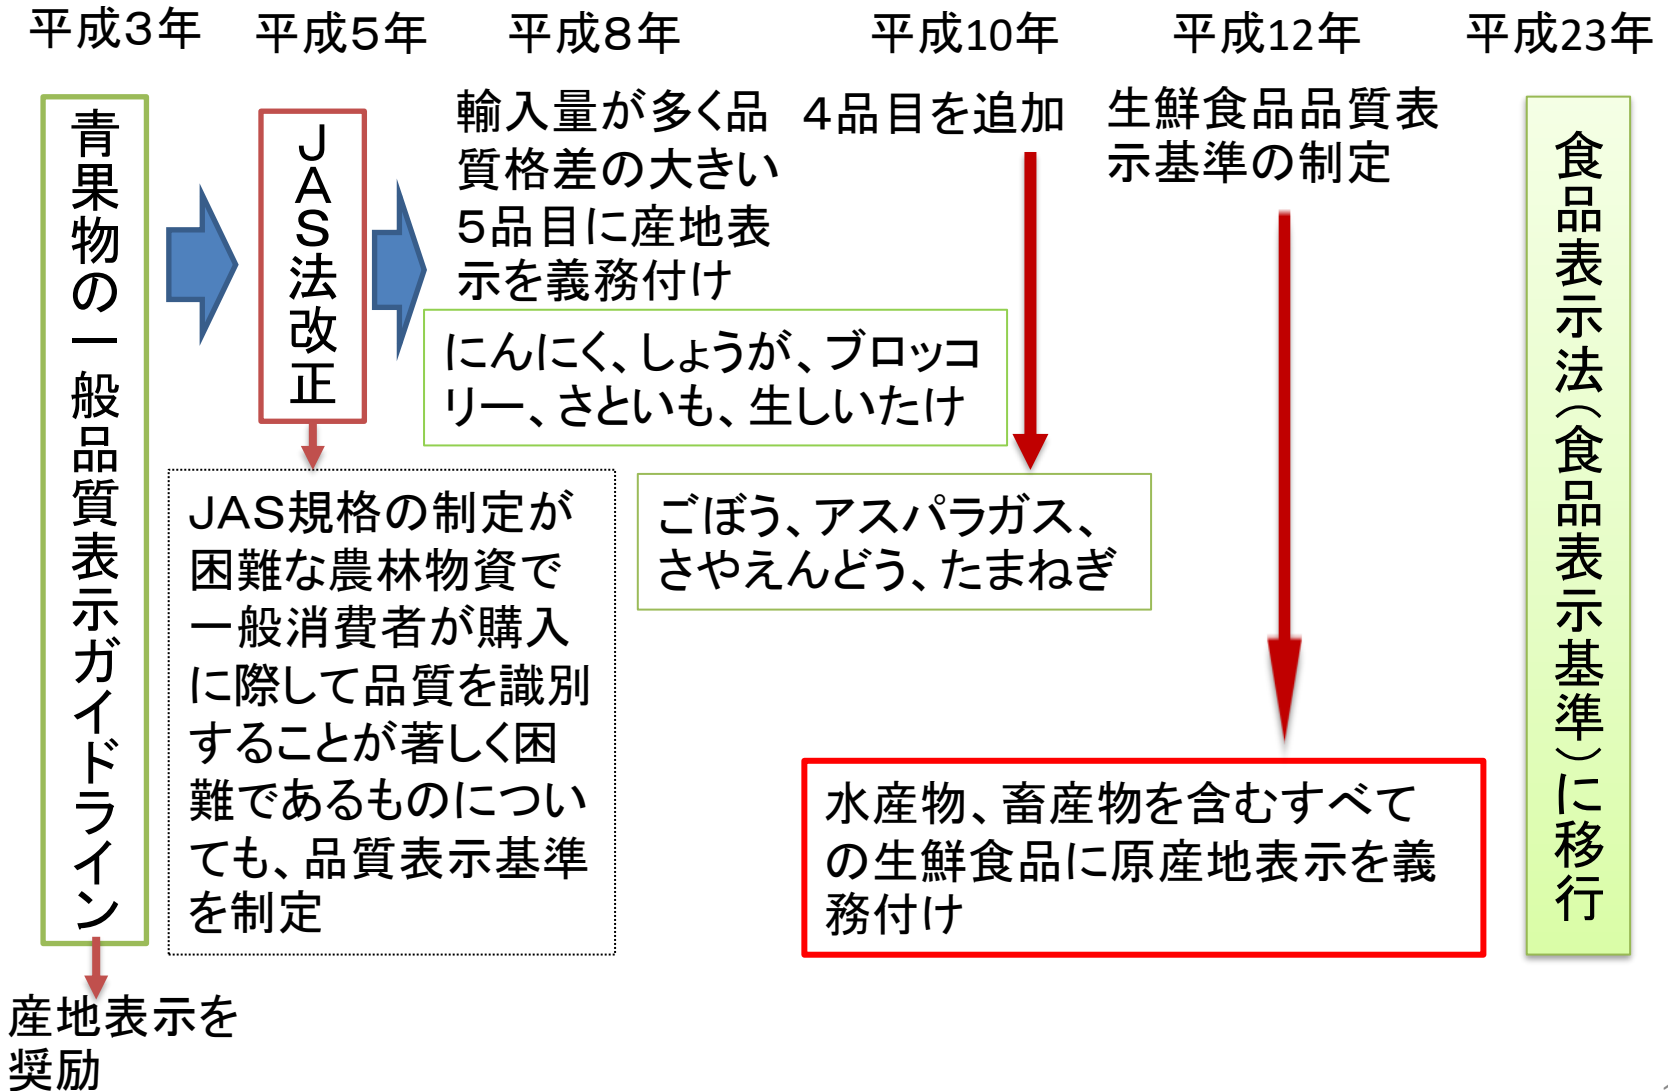 平成３年
平成５年
平成８年
平成10年
平成12年
平成23年
青果物の一般品質表示ガイドライン
産地表示を
奨励
ＪＡＳ法改正
JAS規格の制定が
困難な農林物資で
一般消費者が購入
に際して品質を識別
することが著しく困
難であるものについ
ても、品質表示基準
を制定
輸入量が多く品
質格差の大きい
５品目に産地表
示を義務付け
にんにく、しょうが、ブロッコ
リー、さといも、生しいたけ
４品目を追加
ごぼう、アスパラガス、
さやえんどう、たまねぎ
生鮮食品品質表
示基準の制定
水産物、畜産物を含むすべて
の生鮮食品に原産地表示を義
務付け
食品表示法（食品表示基準）に移行